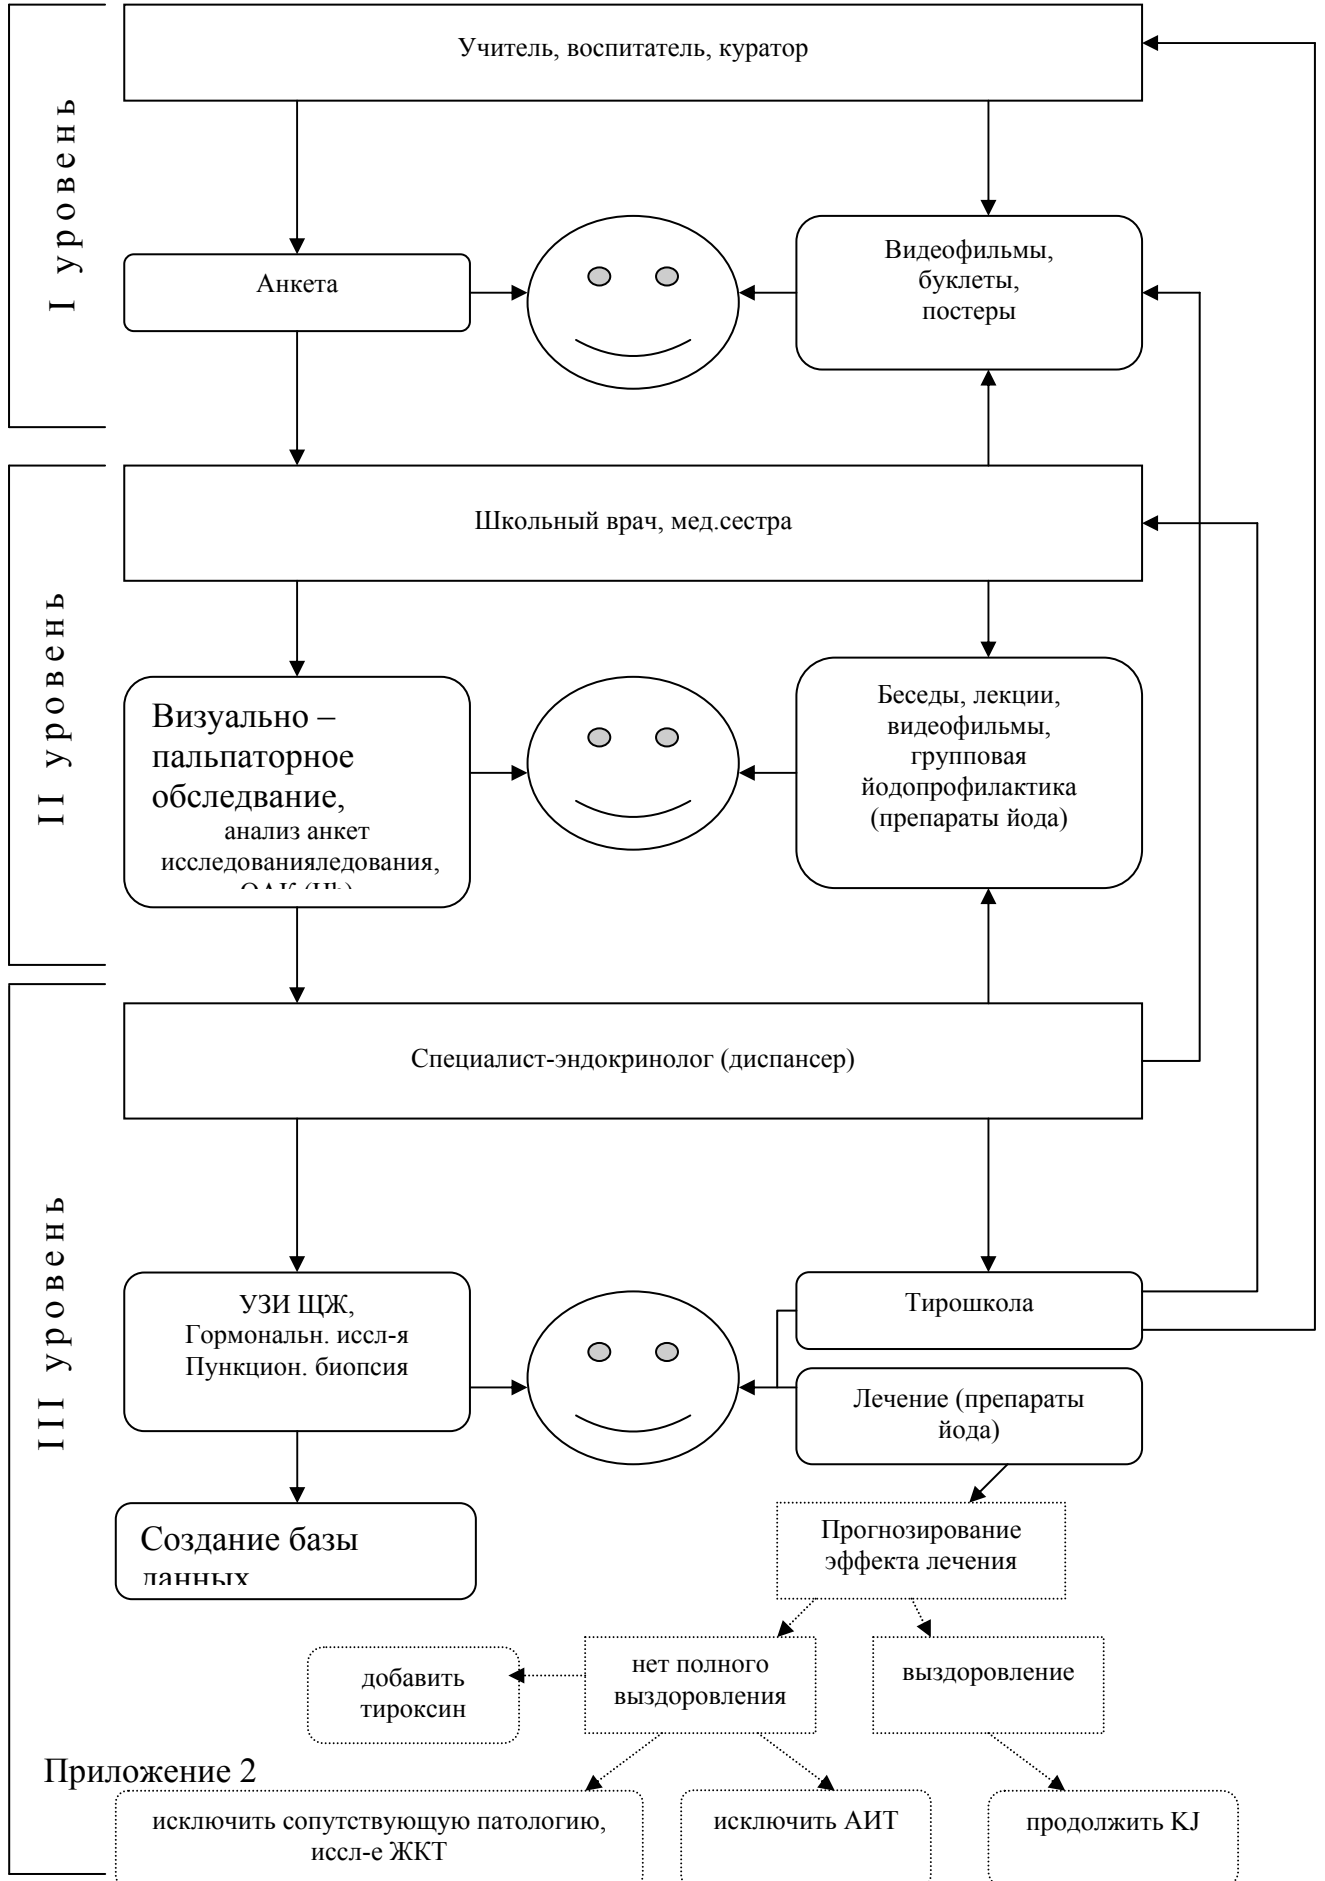 Учитель, воспитатель, куратор
I уровень
Анкета
Видеофильмы,
буклеты,
постеры
Школьный врач, мед.сестра
II уровень
Визуально –
пальпаторное
обследвание,
анализ анкет
исследованияледования,
ОАК (Hb)
Беседы, лекции,
видеофильмы,
групповая
йодопрофилактика
(препараты йода)
Специалист-эндокринолог (диспансер)
III уровень
УЗИ ЩЖ,
Гормональн. иссл-я
Пункцион. биопсия
Тирошкола
Лечение (препараты
йода)
Создание базы
данных
Прогнозирование
эффекта лечения
добавить
тироксин
нет полного
выздоровления
выздоровление
Приложение 2
исключить сопутствующую патологию,
иссл-е ЖКТ
исключить АИТ
продолжить KJ